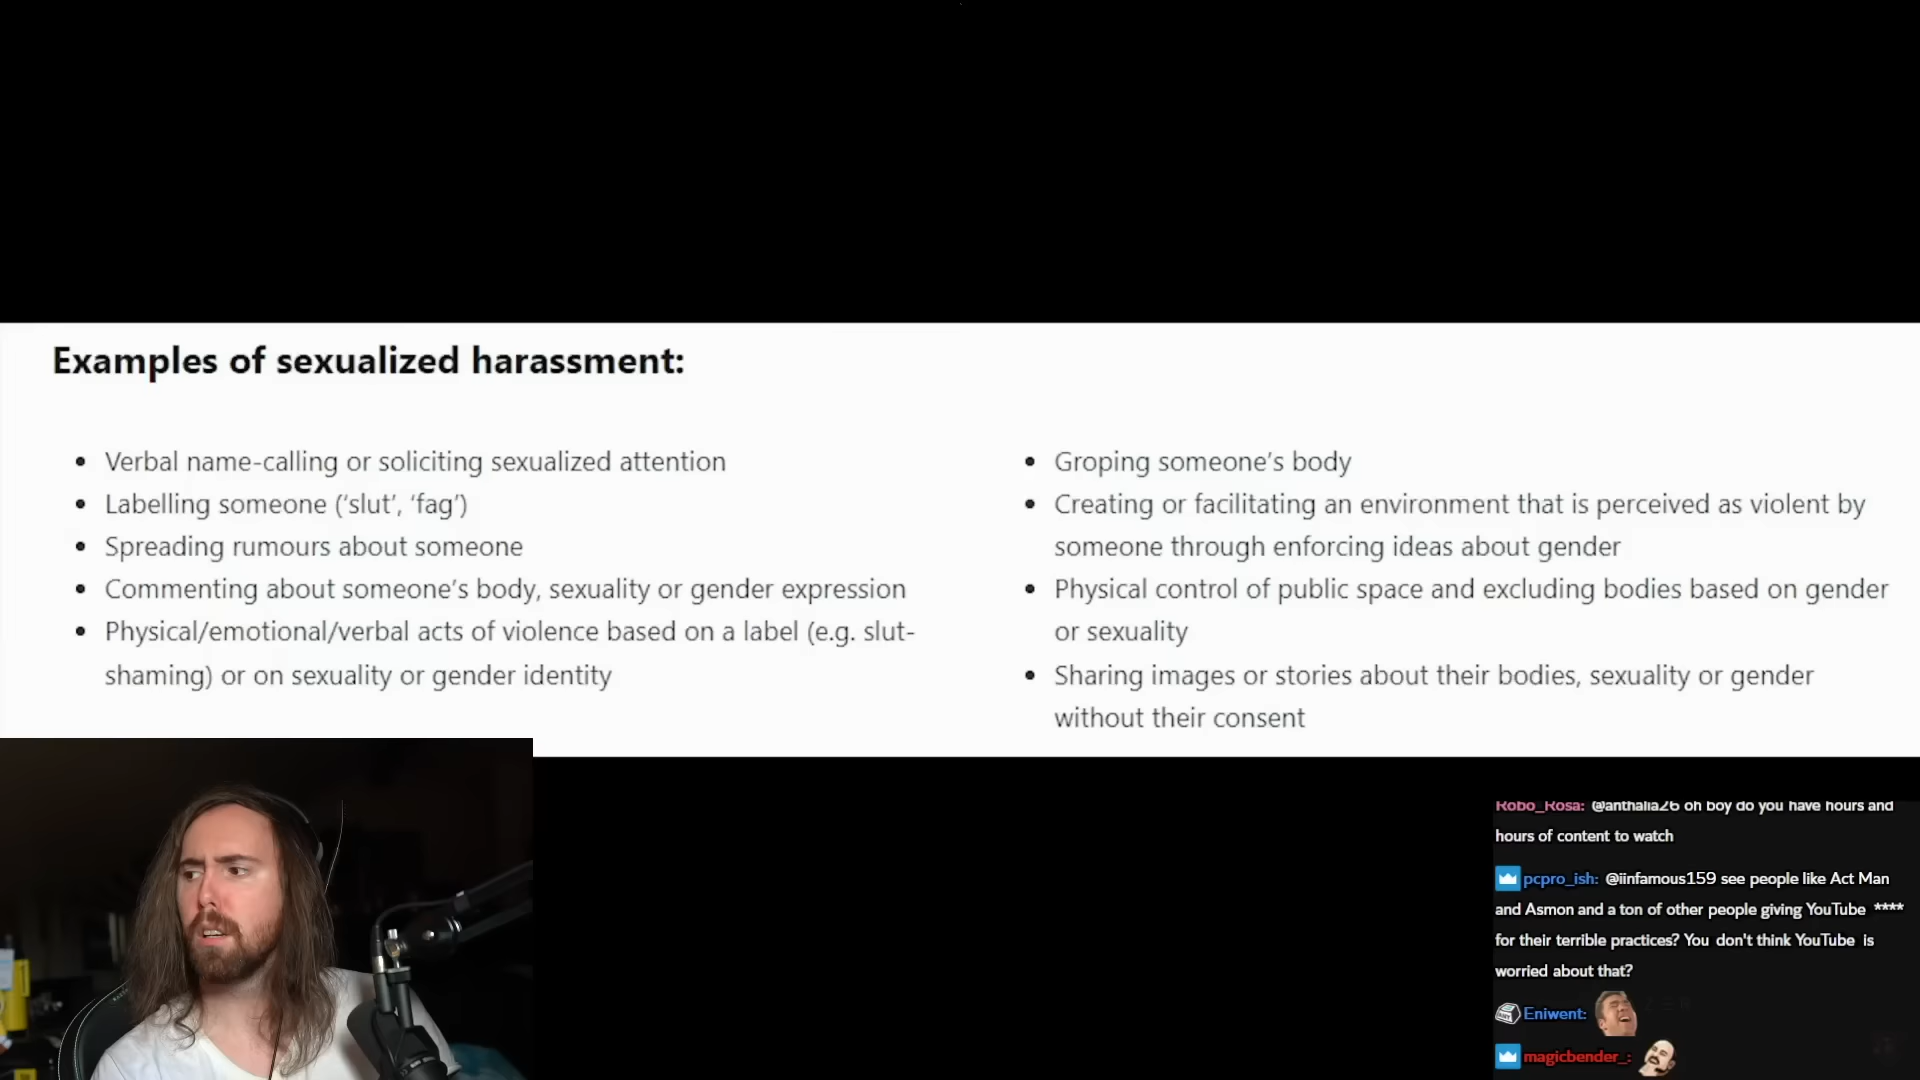 Examples of sexualized harassment:
• Verbal name-calling or soliciting sexualized attention
• Labelling someone (‘slut’, ‘fag’)
• Spreading rumours about someone
• Commenting about someone’s body, sexuality or gender expression
• Physical/emotional/verbal acts of violence based on a label (e.g. slut-
shaming) or on sexuality or gender identity
• Groping someone’s body
• Creating or facilitating an environment that is perceived as violent by
someone through enforcing ideas about gender
• Physical control of public space and excluding bodies based on gender
or sexuality
• Sharing images or stories about their bodies, sexuality or gender
without their consent
Robo_Rosa: @anthalia26 oh boy do you have hours and
hours of content to watch
pcpro_ish: @iinfamous159 see people like Act Man
and Asmon and a ton of other people giving YouTube ****
for their terrible practices? You don't think YouTube is
worried about that?
Eniwent:
magicbender_: